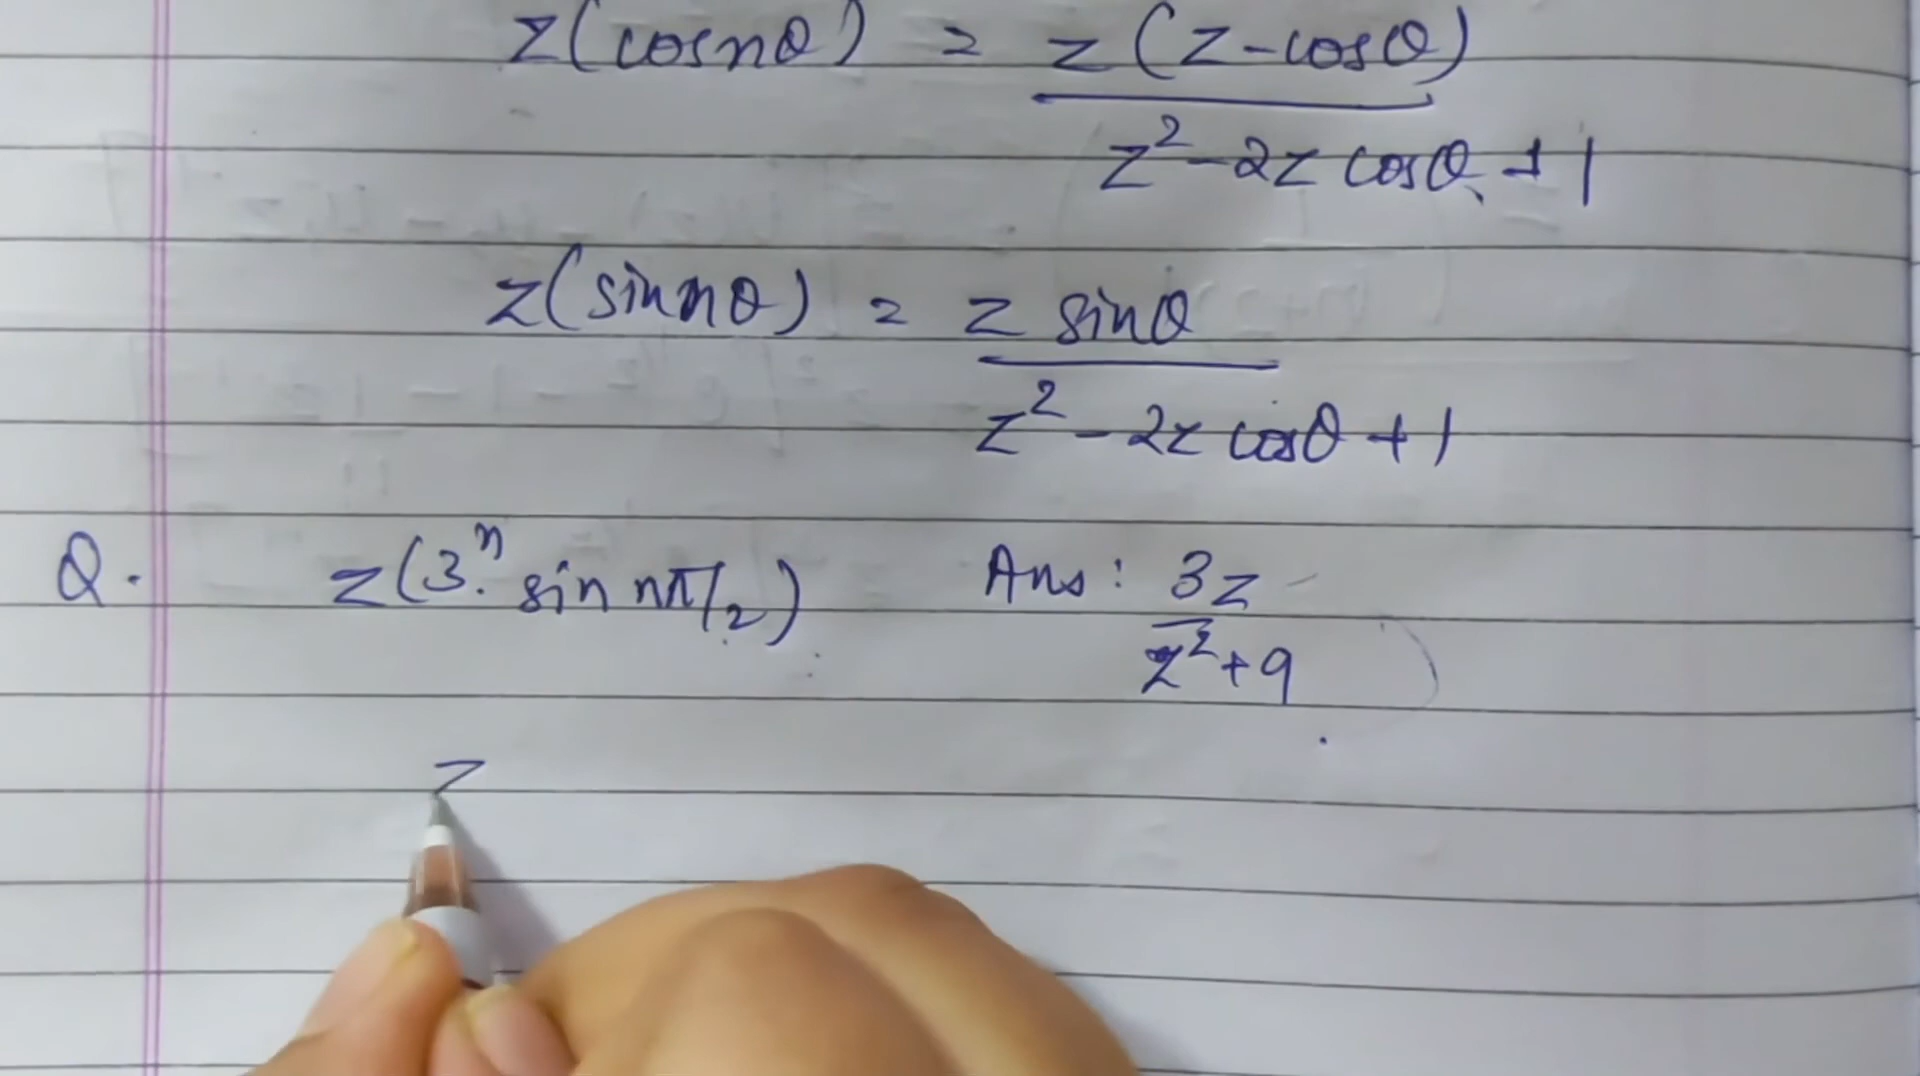 z(cosnθ) = z(z-cosθ)
z²-2z cosθ +1
z(sinnθ) = z sinθ
z² - 2z cosθ +1
Q. z(3ⁿ sin nπ/2) Ans: 3z
z²+9
z